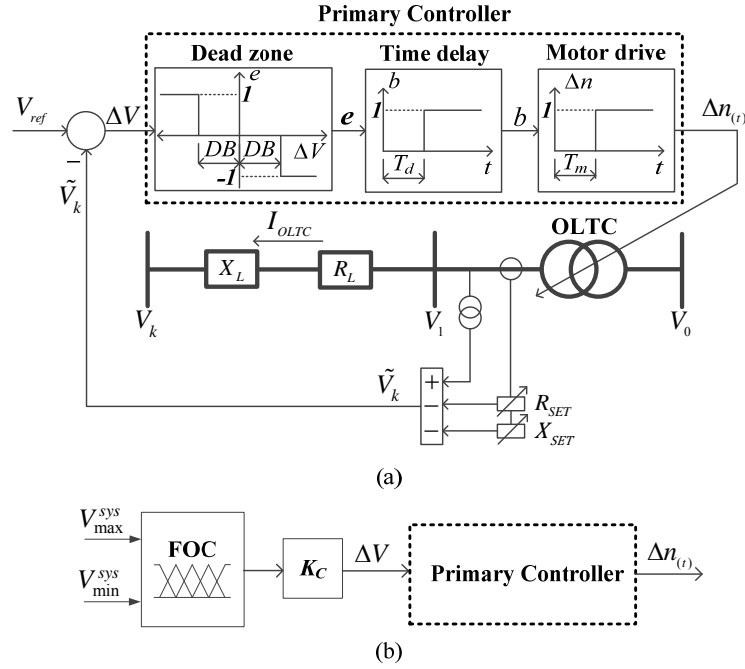 Primary Controller
Dead zone
Time delay
Motor drive
e
1
DB
DB
ΔV
-1
b
1
T_d
t
Δn
1
T_m
t
V_ref
ΔV
e
b
Δn_(t)
−
Ṽ_k
I_OLTC
OLTC
X_L
R_L
V_k
V_1
V_0
Ṽ_k
+
−
−
R_SET
X_SET
(a)
V_max^sys
V_min^sys
FOC
K_C
ΔV
Primary Controller
Δn_(t)
(b)